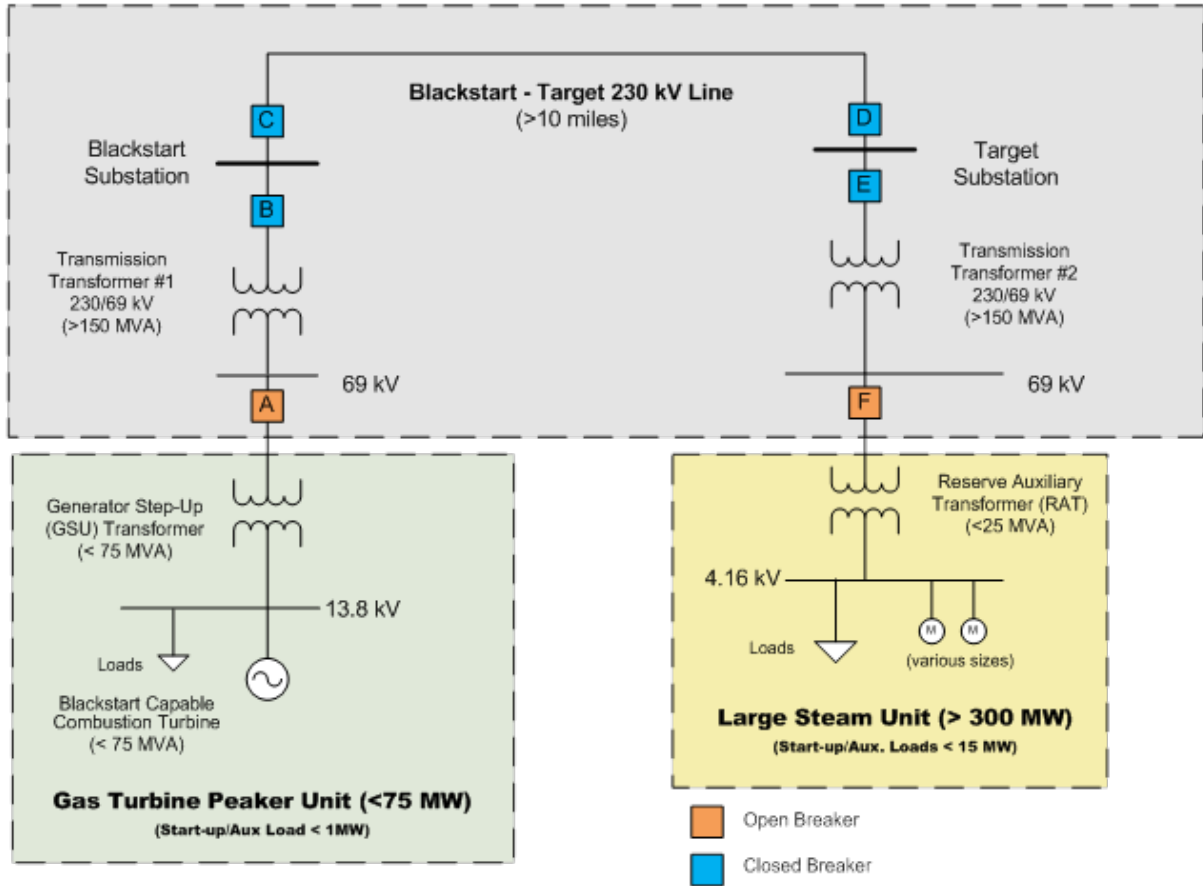 Blackstart - Target 230 kV Line
(>10 miles)
C
D
Blackstart
Substation
Target
Substation
B
E
Transmission
Transformer #1
230/69 kV
(>150 MVA)
Transmission
Transformer #2
230/69 kV
(>150 MVA)
69 kV
69 kV
A
F
Generator Step-Up
(GSU) Transformer
(< 75 MVA)
13.8 kV
Loads
Blackstart Capable
Combustion Turbine
(< 75 MVA)
Gas Turbine Peaker Unit (<75 MW)
(Start-up/Aux Load < 1MW)
Reserve Auxiliary
Transformer (RAT)
(<25 MVA)
4.16 kV
M
M
Loads
(various sizes)
Large Steam Unit (> 300 MW)
(Start-up/Aux. Loads < 15 MW)
Open Breaker
Closed Breaker